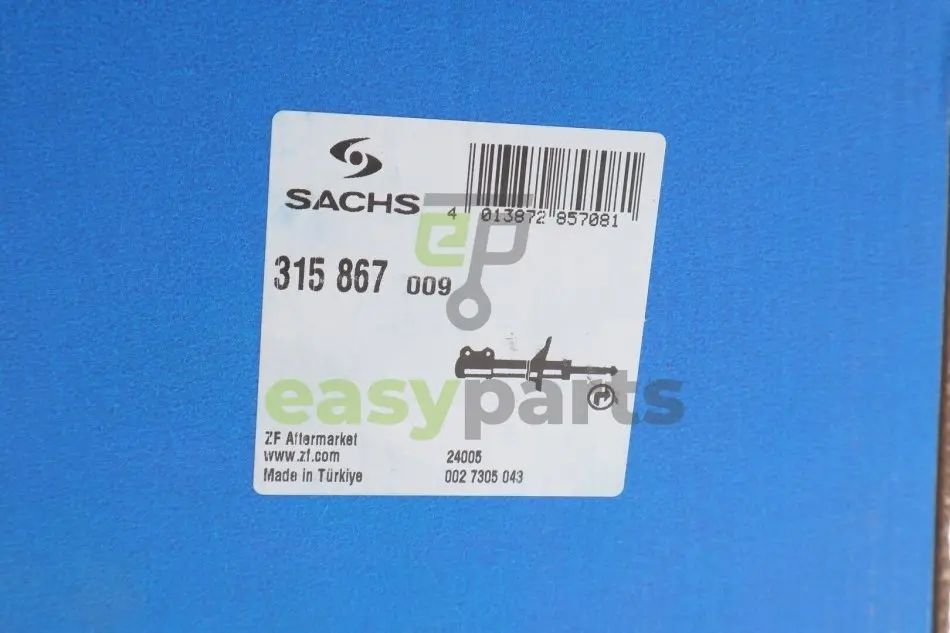 SACHS
4 013872 857081
ep
315 867 009
easyparts
ZF Aftermarket
www.zf.com
Made in Türkiye
24005
002 7305 043